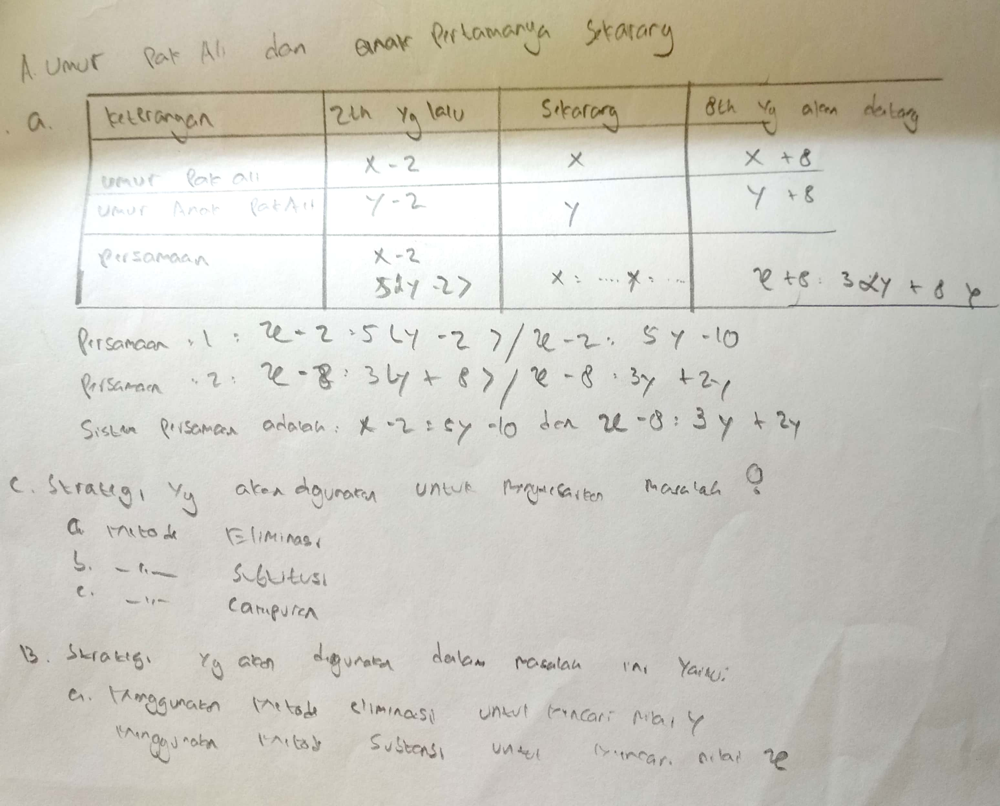 A. Umur Pak Ali dan anak Pertamanya Sekarang
a. Keterangan 2th yg lalu Sekarang 8th yg akan datang
umur Pak ali x - 2 x x + 8
umur Anak Pak Ali y - 2 y y + 8
Persamaan x - 2
5(y - 2) x = .... x = .... x + 8 = 3(y + 8)
Persamaan 1 : x - 2 = 5(y - 2) / x - 2 = 5y - 10
Persamaan 2 : x - 8 = 3(y + 8) / x - 8 = 3y + 2y
Sistem persamaan adalah : x - 2 = 5y - 10 dan x - 8 = 3y + 2y
C. Strategi yg akan digunakan untuk menyelesaikan masalah ?
a. metode Eliminasi
b. -"- Subtitusi
c. -"- Campuran
B. Strategi yg akan digunakan dalam masalah ini yaitu:
a. Menggunakan metode eliminasi untuk mencari nilai y
menggunakan metode untuk mencari nilai x